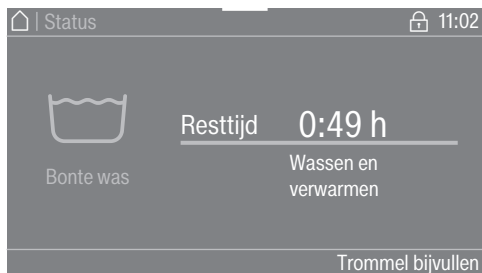 | Status
11:02
Resttijd 0:49 h
Bonte was
Wassen en
verwarmen
Trommel bijvullen